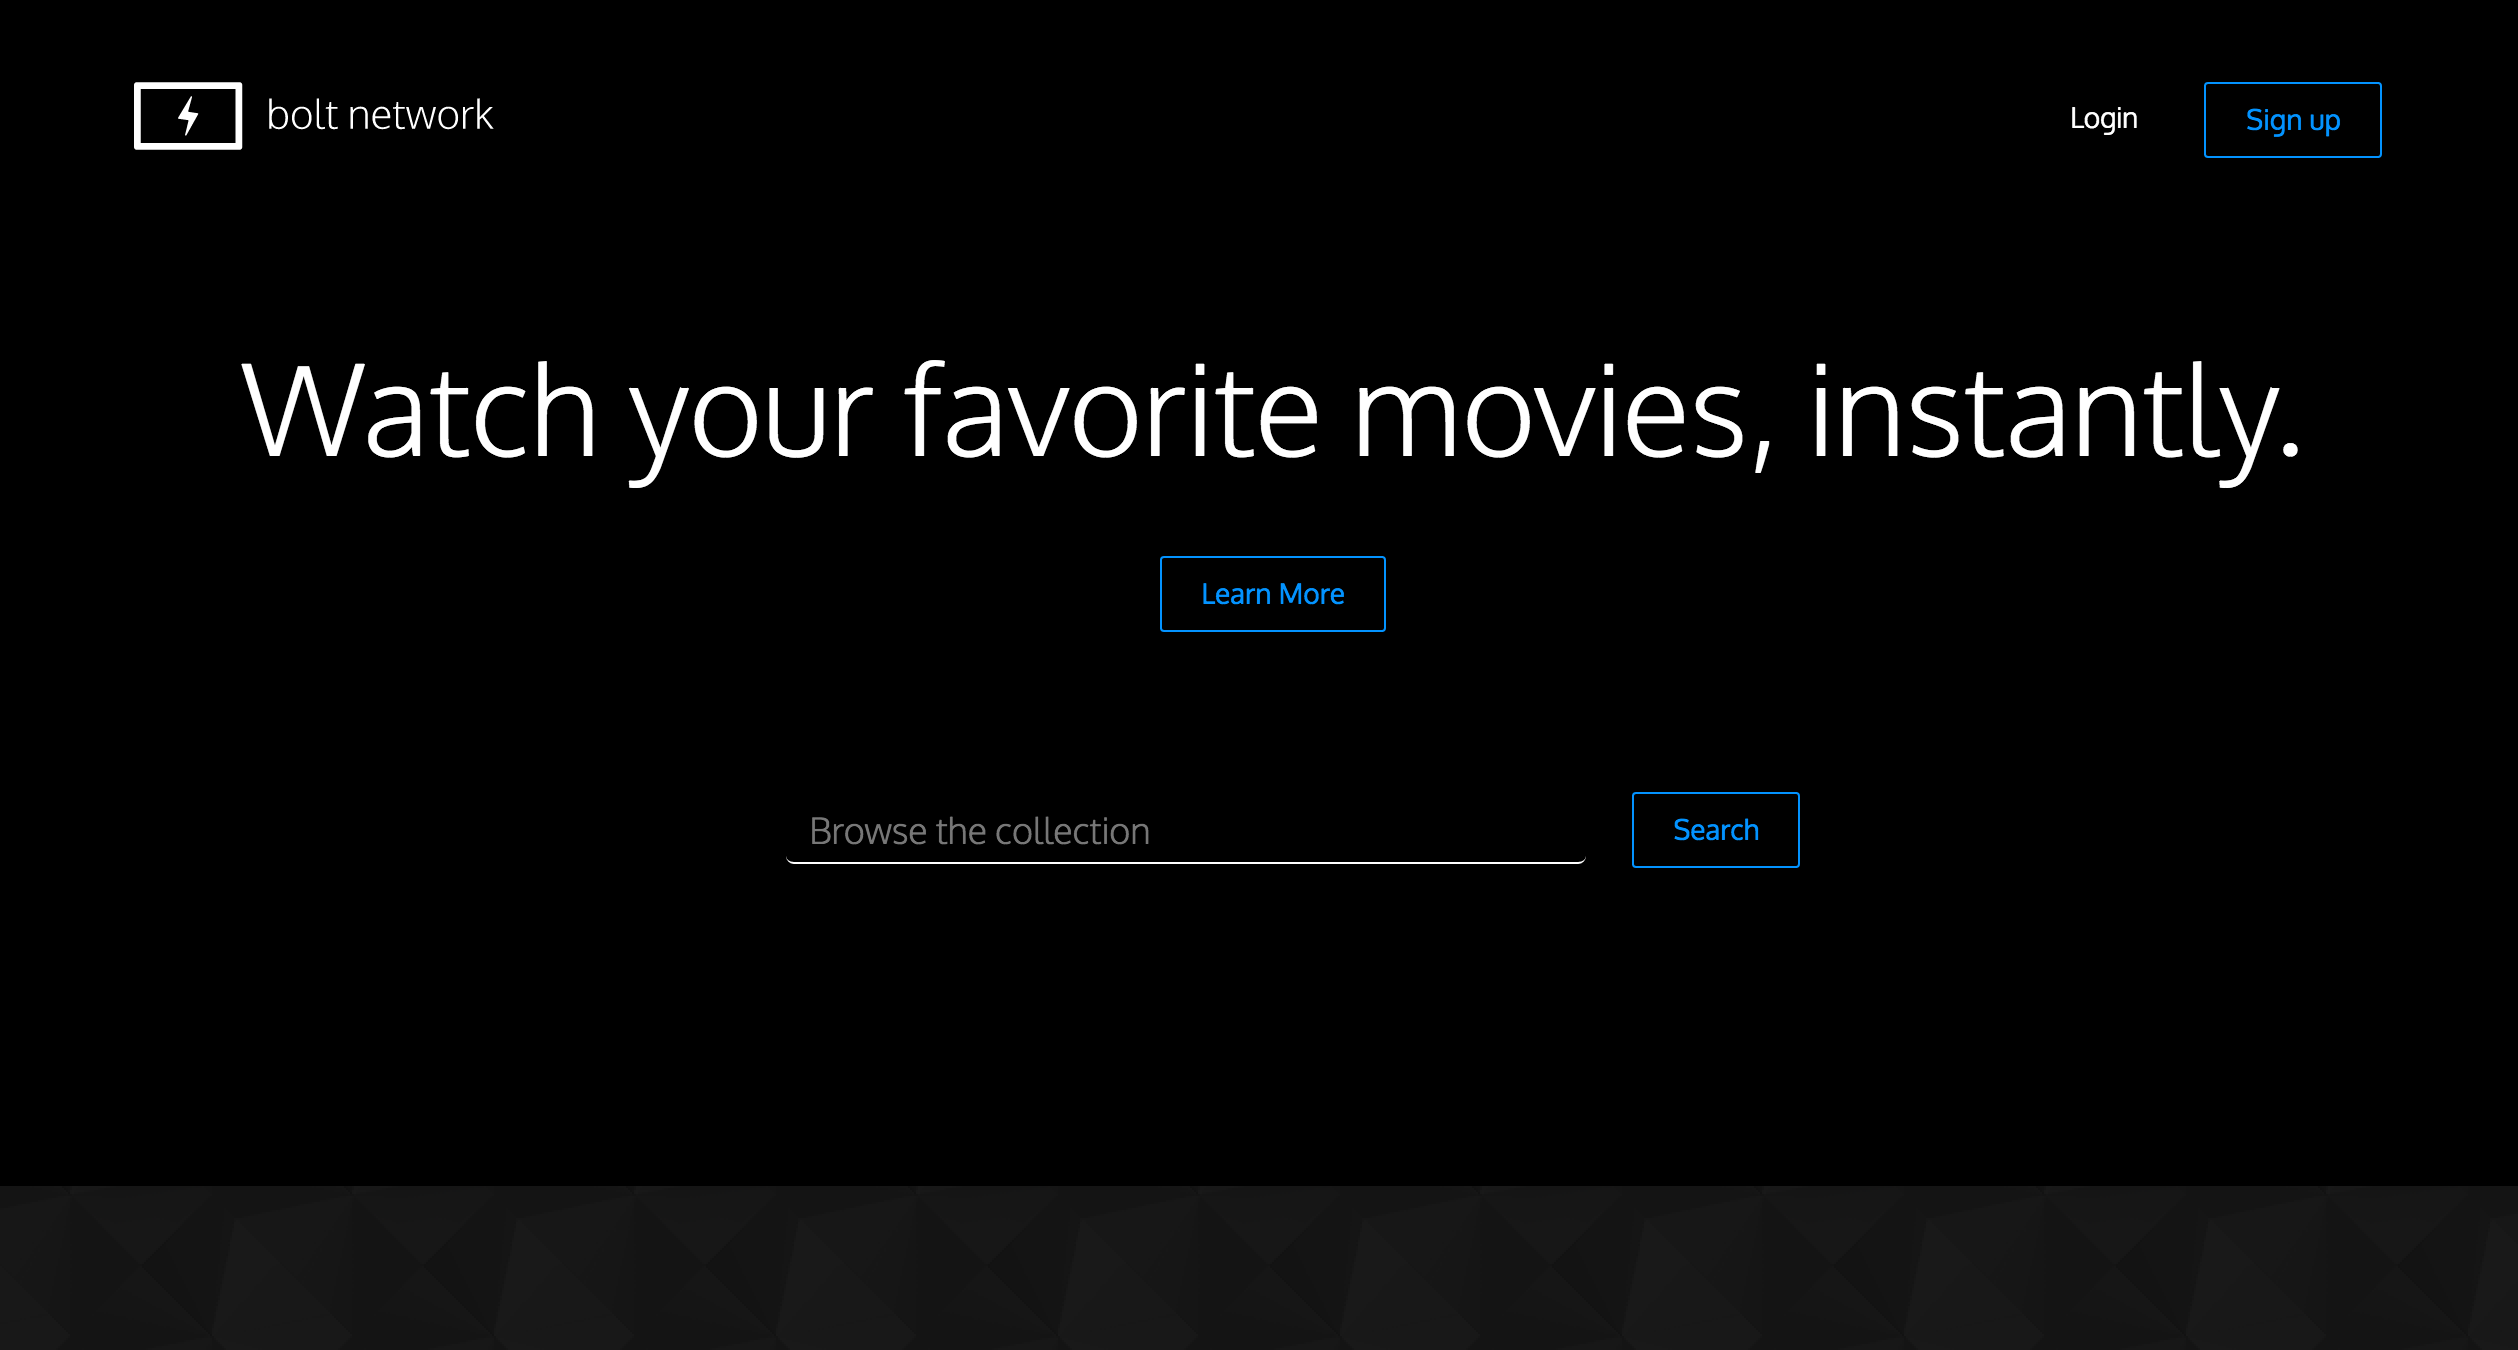 bolt network
Login
Sign up
Watch your favorite movies, instantly.
Learn More
Browse the collection
Search